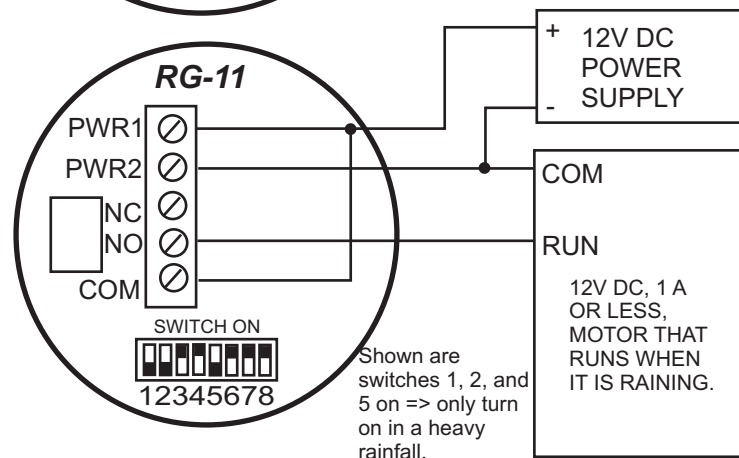 RG-11
PWR1
PWR2
NC
NO
COM
SWITCH ON
12345678
Shown are
switches 1, 2, and
5 on => only turn
on in a heavy
rainfall.
+ 12V DC
POWER
- SUPPLY
COM
RUN
12V DC, 1 A
OR LESS,
MOTOR THAT
RUNS WHEN
IT IS RAINING.